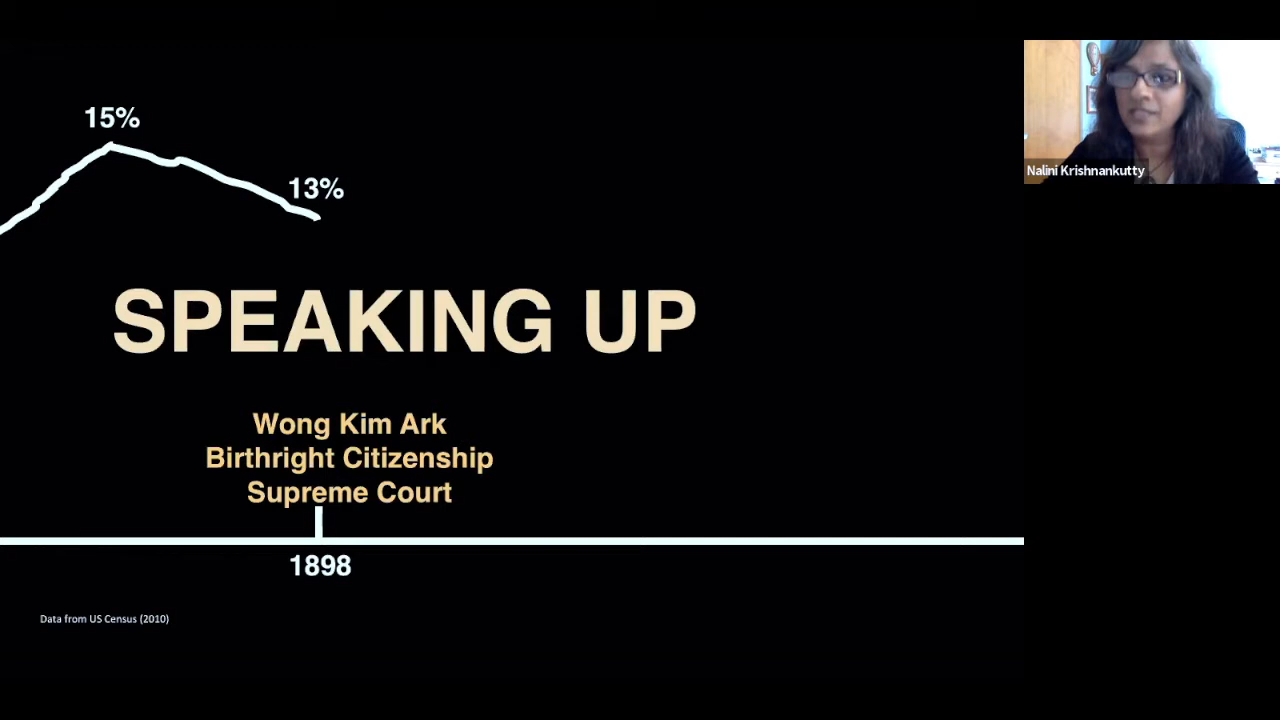 15%
13%
Nalini Krishnankutty
SPEAKING UP
Wong Kim Ark
Birthright Citizenship
Supreme Court
1898
Data from US Census (2010)